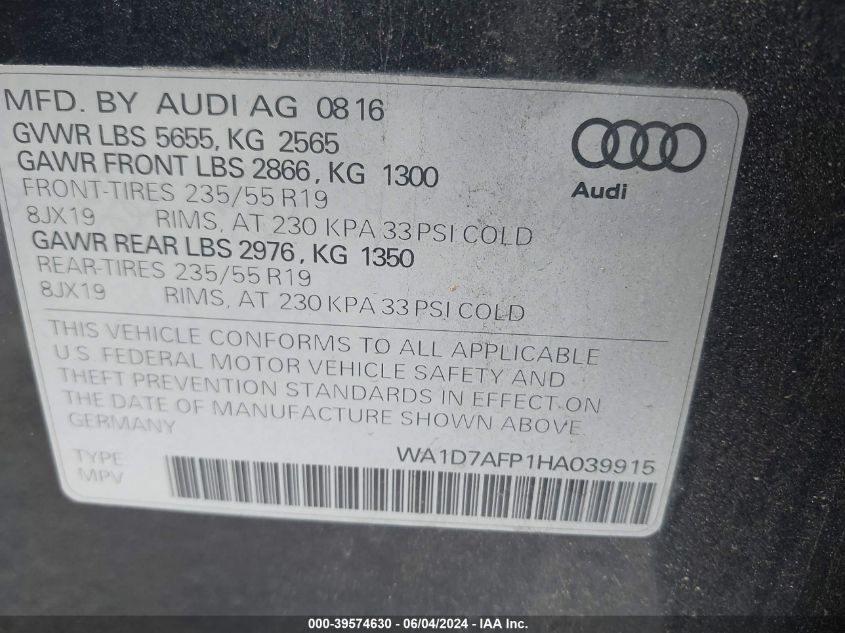 MFD. BY AUDI AG 08 16
GVWR LBS 5655, KG 2565
GAWR FRONT LBS 2866, KG 1300
FRONT-TIRES 235/55 R19
8JX19 RIMS, AT 230 KPA 33 PSI COLD
GAWR REAR LBS 2976, KG 1350
REAR-TIRES 235/55 R19
8JX19 RIMS, AT 230 KPA 33 PSI COLD
Audi
THIS VEHICLE CONFORMS TO ALL APPLICABLE
U.S. FEDERAL MOTOR VEHICLE SAFETY AND
THEFT PREVENTION STANDARDS IN EFFECT ON
THE DATE OF MANUFACTURE SHOWN ABOVE
GERMANY
TYPE WA1D7AFP1HA039915
MPV
000-39574630 - 06/04/2024 - IAA Inc.